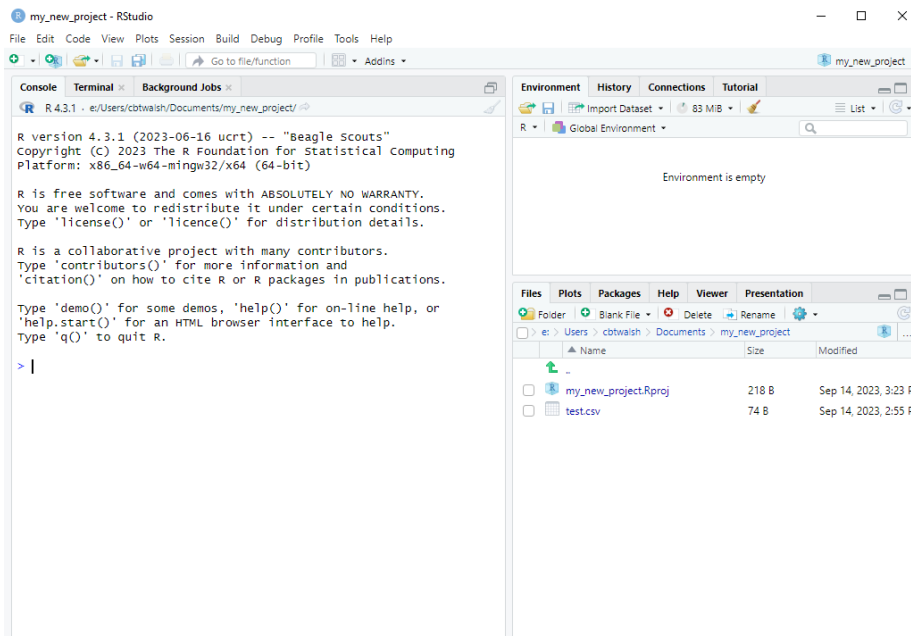 my_new_project - RStudio
File Edit Code View Plots Session Build Debug Profile Tools Help
Go to file/function Addins my_new_project
Console Terminal Background Jobs
R 4.3.1 · e:/Users/cbtwalsh/Documents/my_new_project/
R version 4.3.1 (2023-06-16 ucrt) -- "Beagle Scouts"
Copyright (C) 2023 The R Foundation for Statistical Computing
Platform: x86_64-w64-mingw32/x64 (64-bit)
R is free software and comes with ABSOLUTELY NO WARRANTY.
You are welcome to redistribute it under certain conditions.
Type 'license()' or 'licence()' for distribution details.
R is a collaborative project with many contributors.
Type 'contributors()' for more information and
'citation()' on how to cite R or R packages in publications.
Type 'demo()' for some demos, 'help()' for on-line help, or
'help.start()' for an HTML browser interface to help.
Type 'q()' to quit R.
>
Environment History Connections Tutorial
Import Dataset 83 MiB List
R Global Environment
Environment is empty
Files Plots Packages Help Viewer Presentation
Folder Blank File Delete Rename
e: > Users > cbtwalsh > Documents > my_new_project ...
Name Size Modified
..
my_new_project.Rproj 218 B Sep 14, 2023, 3:23 P
test.csv 74 B Sep 14, 2023, 2:55 P